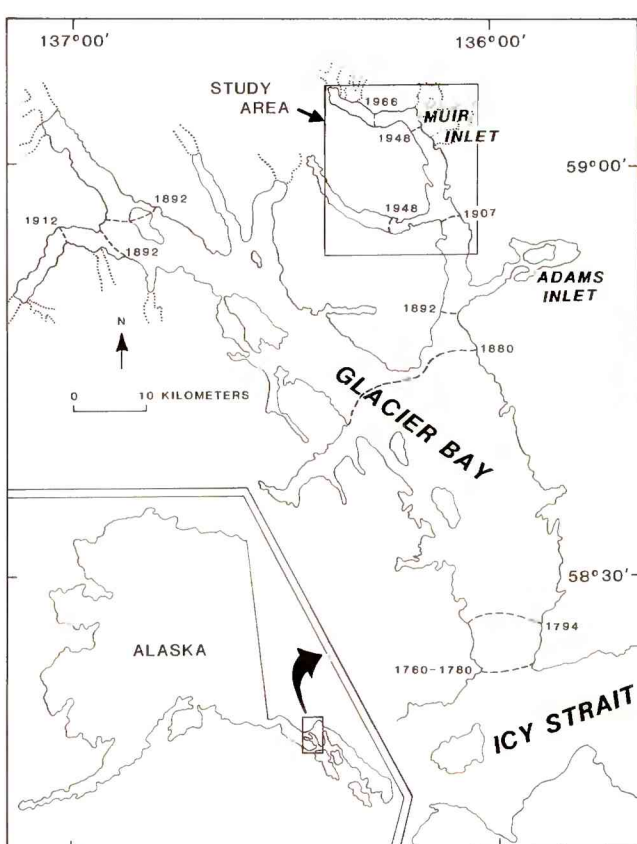 137°00′
136°00′
STUDY
AREA
1966
MUIR
INLET
1948
59°00′
1892
1948
1907
1912
1892
ADAMS
INLET
1892
N
1880
0 10 KILOMETERS
GLACIER BAY
58°30′
1794
ALASKA
1760-1780
ICY STRAIT